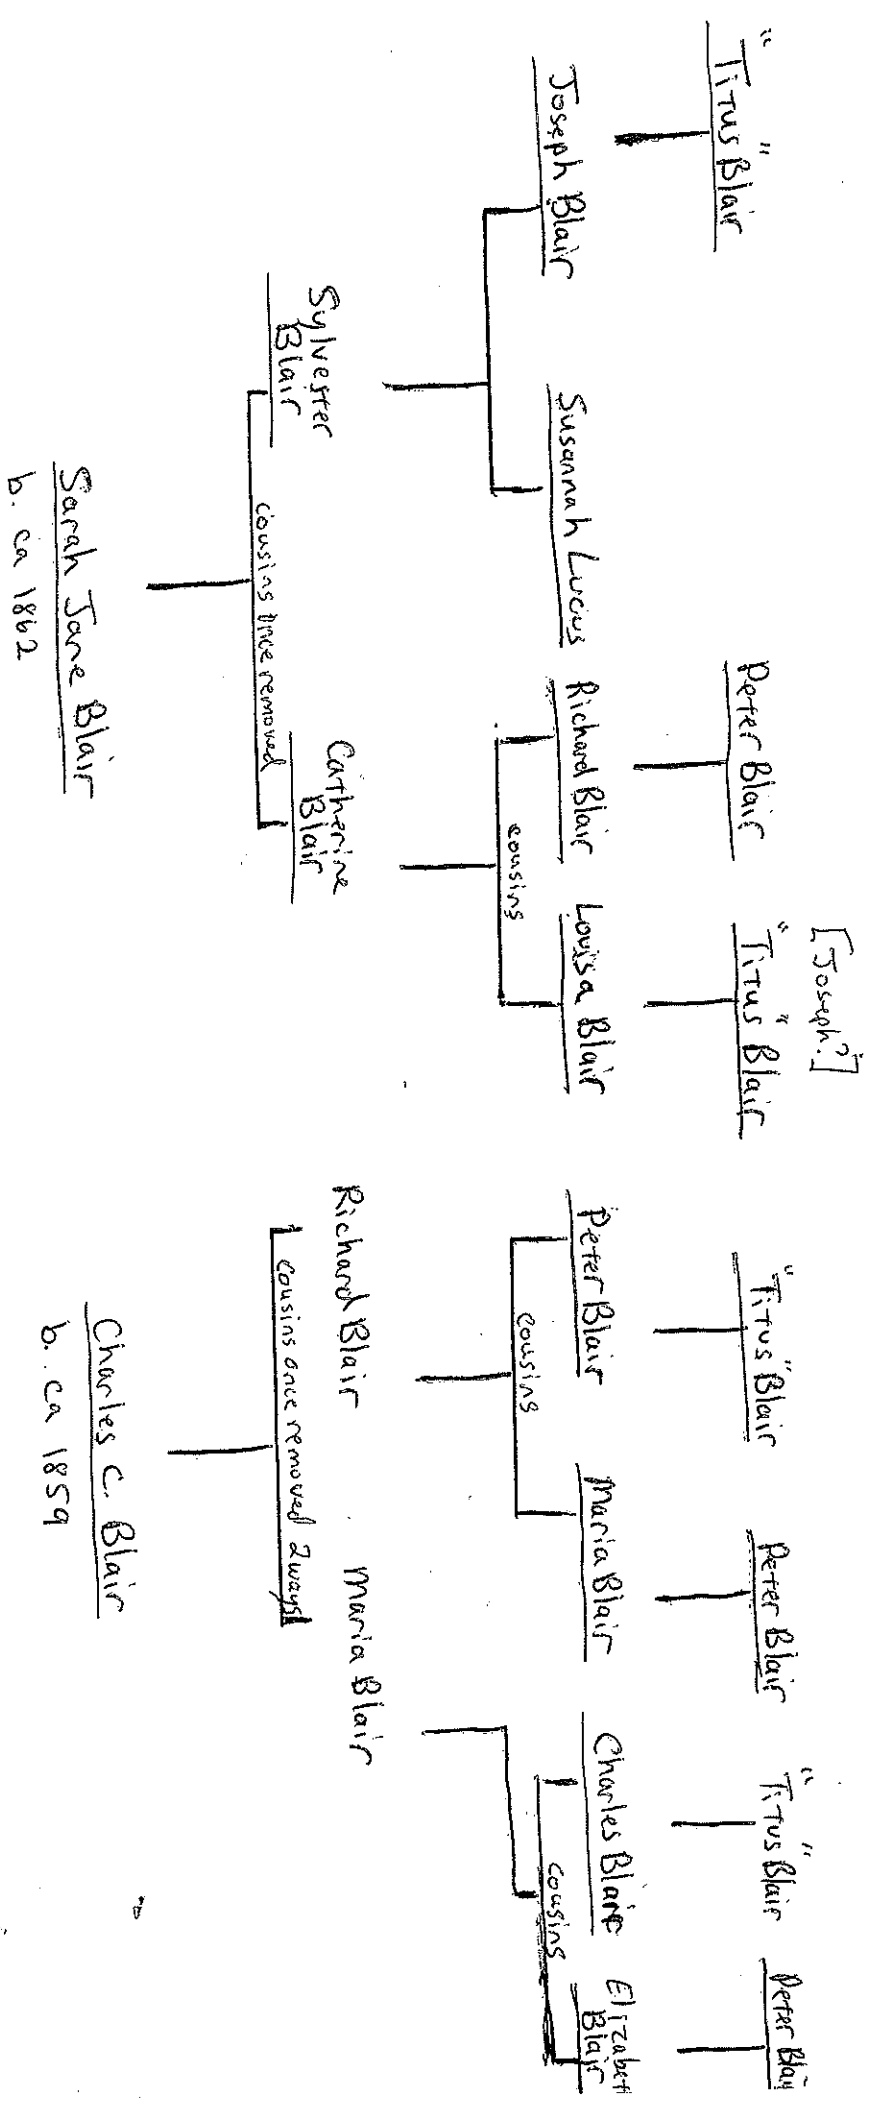 [Joseph?]
"Titus" Blair
Peter Blair
"Titus" Blair
"Titus" Blair
Peter Blair
"Titus" Blair
Peter Blair
Joseph Blair
Susannah Lucius
Richard Blair
Louisa Blair
Peter Blair
Maria Blair
Charles Blair
Elizabeth
Blair
cousins
cousins
cousins
Sylvester
Blair
Catherine
Blair
Richard Blair
Maria Blair
cousins once removed
cousins once removed 2 ways
Sarah Jane Blair
b. ca 1862
Charles C. Blair
b. ca 1859